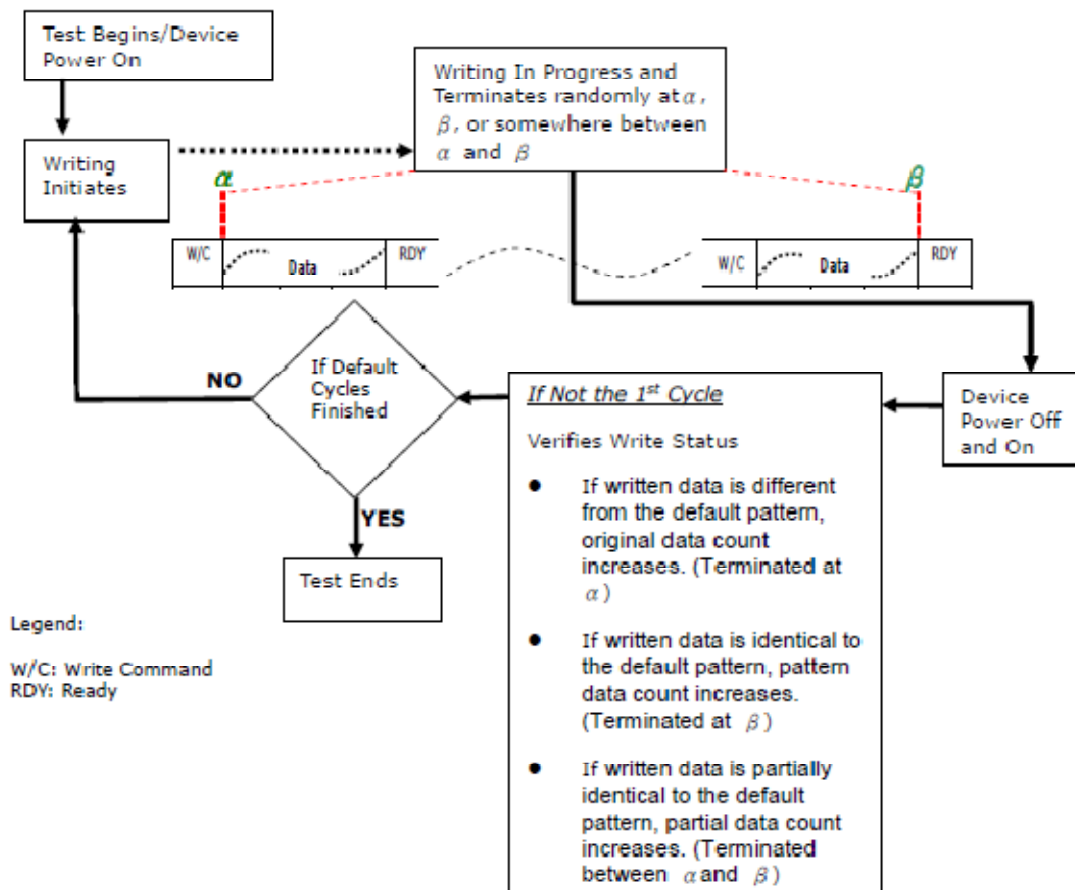 Test Begins/Device
Power On
Writing In Progress and
Terminates randomly at α,
β, or somewhere between
α and β
Writing
Initiates
α
β
W/C
Data
RDY
W/C
Data
RDY
If Default
Cycles
Finished
NO
YES
Test Ends
If Not the 1st Cycle
Verifies Write Status
● If written data is different
from the default pattern,
original data count
increases. (Terminated at
α)
● If written data is identical to
the default pattern, pattern
data count increases.
(Terminated at β)
● If written data is partially
identical to the default
pattern, partial data count
increases. (Terminated
between α and β)
Device
Power Off
and On
Legend:
W/C: Write Command
RDY: Ready